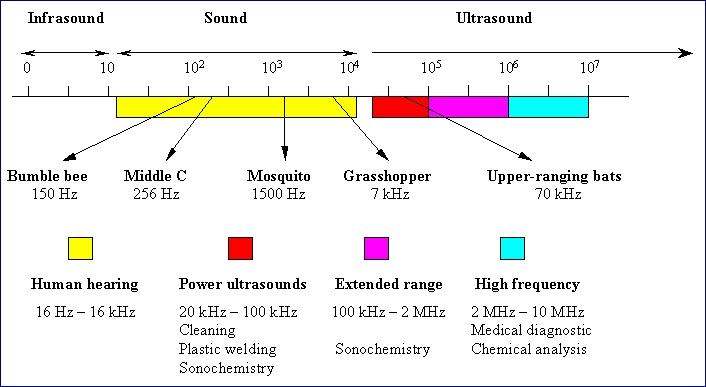 Infrasound Sound Ultrasound
0 10 10² 10³ 10⁴ 10⁵ 10⁶ 10⁷
Bumble bee Middle C Mosquito Grasshopper Upper-ranging bats
150 Hz 256 Hz 1500 Hz 7 kHz 70 kHz
Human hearing Power ultrasounds Extended range High frequency
16 Hz – 16 kHz 20 kHz – 100 kHz 100 kHz – 2 MHz 2 MHz – 10 MHz
Cleaning Medical diagnostic
Plastic welding Sonochemistry Chemical analysis
Sonochemistry